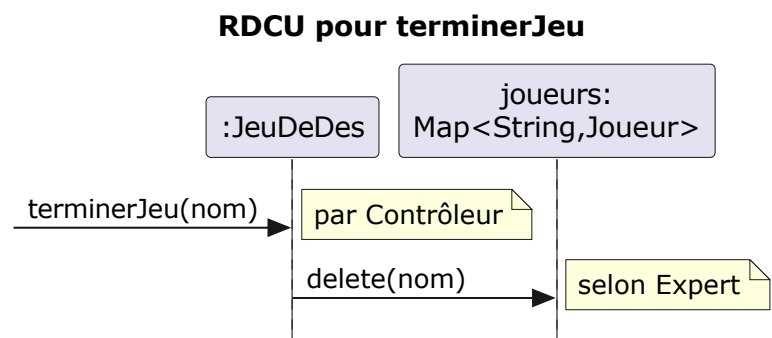 RDCU pour terminerJeu
:JeuDeDes
joueurs:
Map<String,Joueur>
terminerJeu(nom)
par Contrôleur
delete(nom)
selon Expert